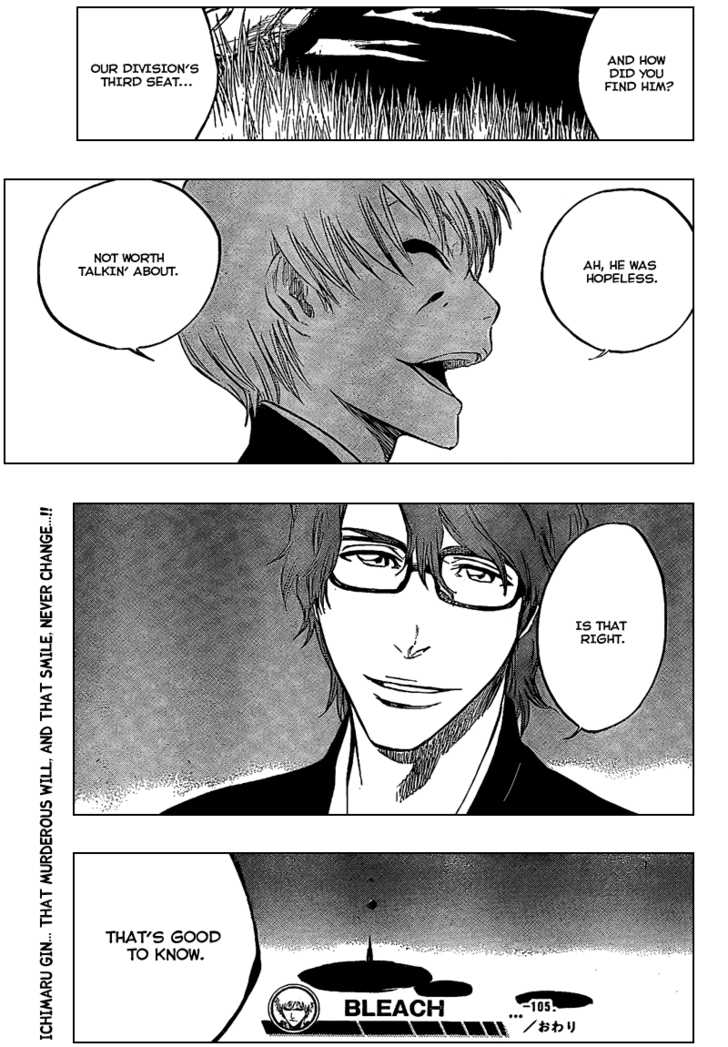 AND HOW
DID YOU
FIND HIM?
OUR DIVISION'S
THIRD SEAT...
AH, HE WAS
HOPELESS.
NOT WORTH
TALKIN' ABOUT.
IS THAT
RIGHT.
THAT'S GOOD
TO KNOW.
BLEACH
...-105.
／おわり
ICHIMARU GIN... THAT MURDEROUS WILL, AND THAT SMILE, NEVER CHANGE...!!